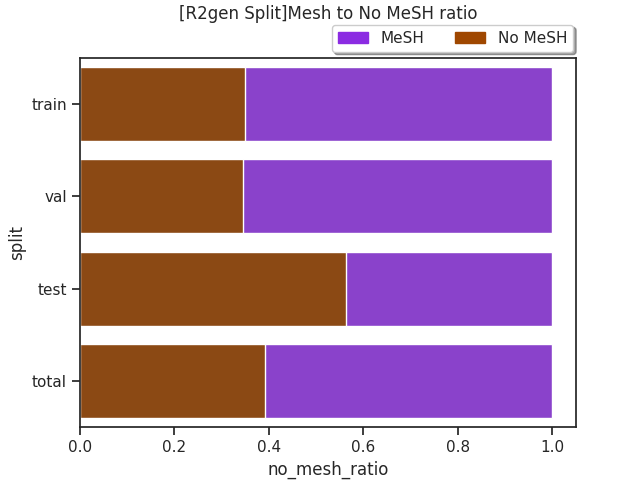 [R2gen Split]Mesh to No MeSH ratio
MeSH No MeSH
train
val
test
total
split
0.0 0.2 0.4 0.6 0.8 1.0
no_mesh_ratio